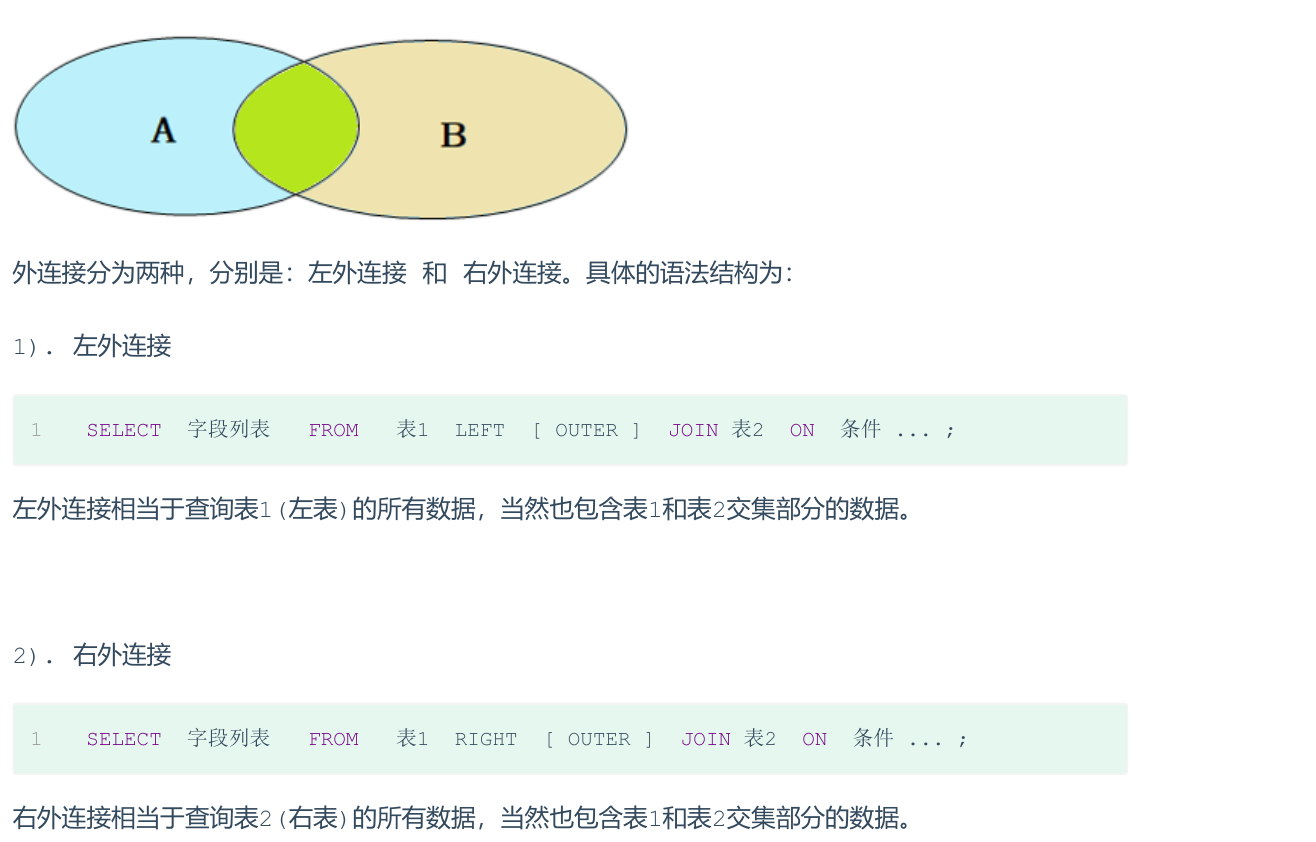 A
B
外连接分为两种，分别是：左外连接 和 右外连接。具体的语法结构为：
1). 左外连接
1 SELECT 字段列表 FROM 表1 LEFT [ OUTER ] JOIN 表2 ON 条件 ... ;
左外连接相当于查询表1(左表)的所有数据，当然也包含表1和表2交集部分的数据。
2). 右外连接
1 SELECT 字段列表 FROM 表1 RIGHT [ OUTER ] JOIN 表2 ON 条件 ... ;
右外连接相当于查询表2(右表)的所有数据，当然也包含表1和表2交集部分的数据。